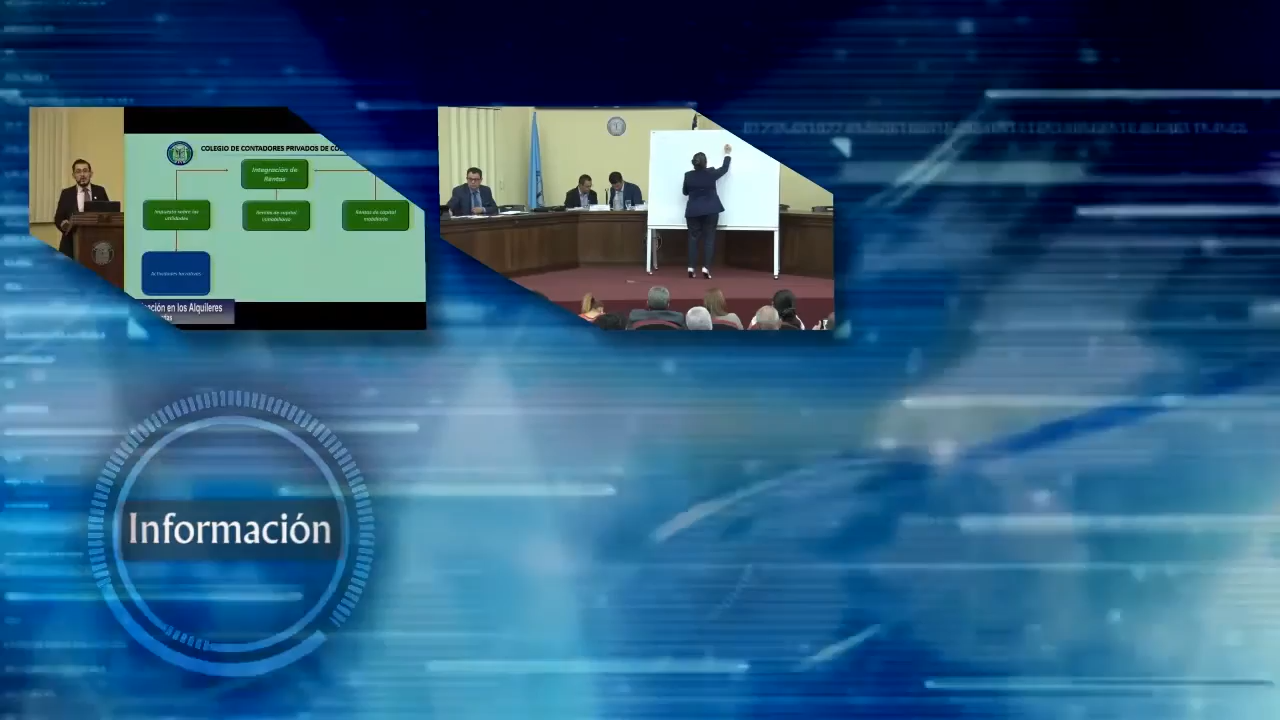 COLEGIO DE CONTADORES PRIVADOS DE CO
Integración de
Rentas
Impuesto sobre las
utilidades
Rentas de capital
inmobiliario
Rentas de capital
mobiliario
Actividades lucrativas
ación en los Alquileres
Información